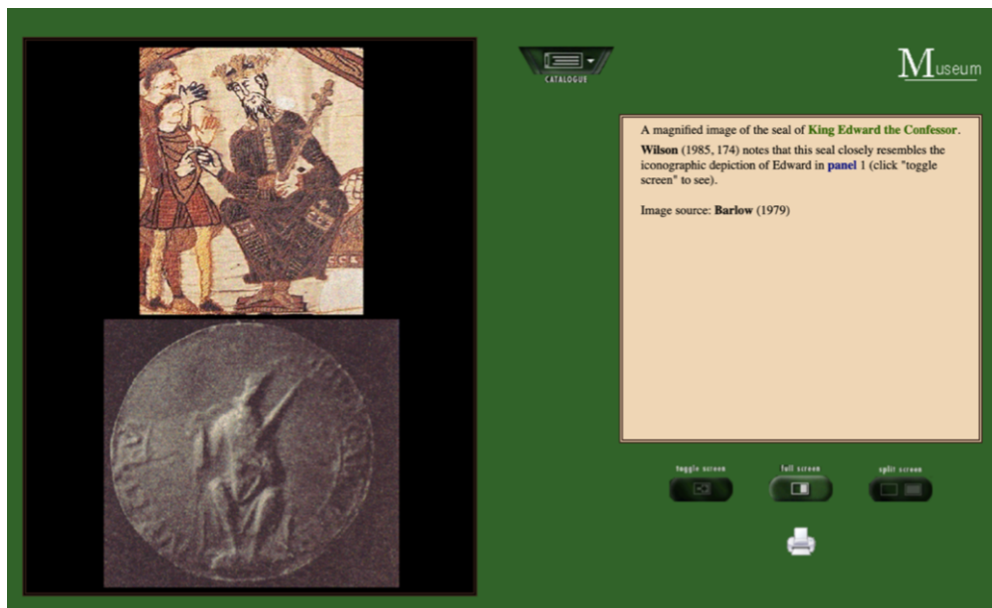 CATALOGUE
Museum
A magnified image of the seal of King Edward the Confessor.
Wilson (1985, 174) notes that this seal closely resembles the
iconographic depiction of Edward in panel 1 (click "toggle
screen" to see).
Image source: Barlow (1979)
toggle screen
full screen
split screen